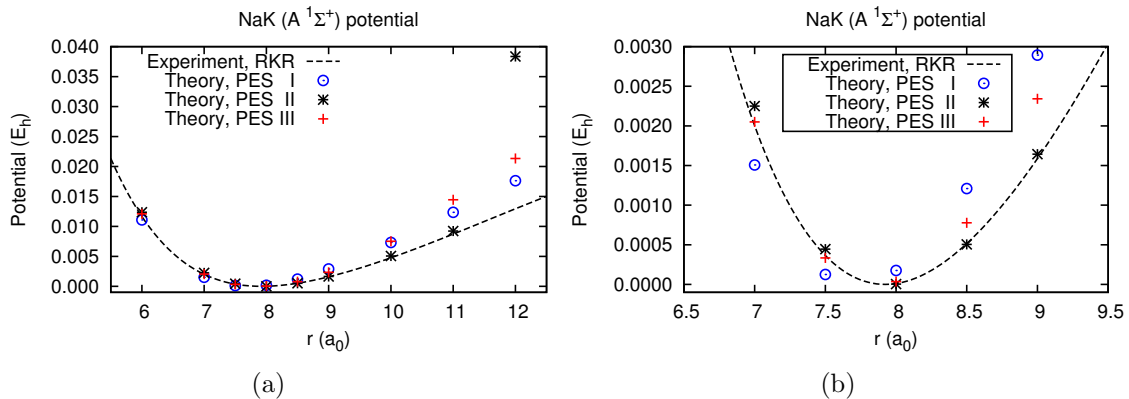 NaK (A ¹Σ⁺) potential
Potential (E_h)
0.040
0.035
0.030
0.025
0.020
0.015
0.010
0.005
0.000
Experiment, RKR
Theory, PES I
Theory, PES II
Theory, PES III
6 7 8 9 10 11 12
r (a₀)
(a)
NaK (A ¹Σ⁺) potential
Potential (E_h)
0.0030
0.0025
0.0020
0.0015
0.0010
0.0005
0.0000
Experiment, RKR
Theory, PES I
Theory, PES II
Theory, PES III
6.5 7 7.5 8 8.5 9 9.5
r (a₀)
(b)